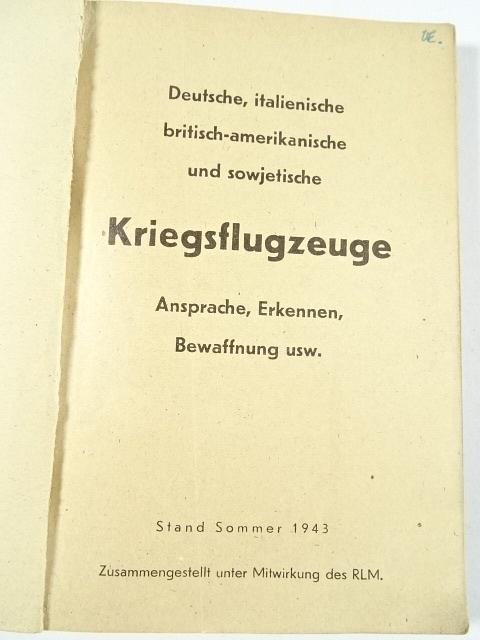 Deutsche, italienische
britisch-amerikanische
und sowjetische
Kriegsflugzeuge
Ansprache, Erkennen,
Bewaffnung usw.
Stand Sommer 1943
Zusammengestellt unter Mitwirkung des RLM.